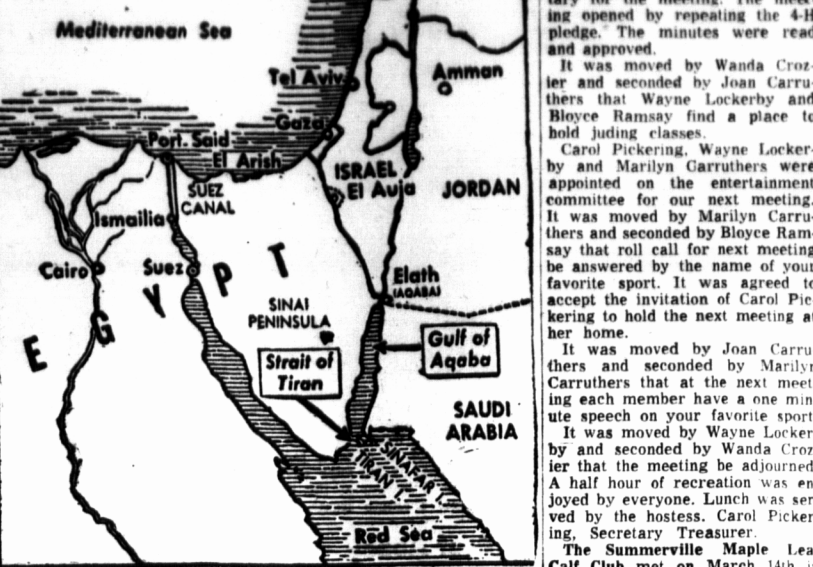 Mediterranean Sea
Tel Aviv
Amman
Gaza
Port Said
El Arish
ISRAEL
El Auja
JORDAN
SUEZ
CANAL
Ismailia
Cairo
Suez
EGYPT
Elath
(AQABA)
SINAI
PENINSULA
Gulf of
Aqaba
Strait of
Tiran
SAUDI
ARABIA
TIRAN I.
SINAFAR I.
Red Sea
for the meeting. The
ing opened by repeating the 4-H
pledge. The minutes were read
and approved.
It was moved by Wanda Croz-
ier and seconded by Joan Carru
thers that Wayne Lockerby and
Bloyce Ramsay find a place to
hold juding classes.
Carol Pickering, Wayne Locker-
by and Marilyn Carruthers were
appointed on the entertainment
committee for our next meeting.
It was moved by Marilyn Carru-
thers and seconded by Bloyce Ram-
say that roll call for next meeting
be answered by the name of your
favorite sport. It was agreed to
accept the invitation of Carol Pic
kering to hold the next meeting at
her home.
It was moved by Joan Carru
thers and seconded by Marilyn
Carruthers that at the next meet
ing each member have a one min
ute speech on your favorite sport
It was moved by Wayne Locker
by and seconded by Wanda Croz
ier that the meeting be adjourned
A half hour of recreation was en
joyed by everyone. Lunch was ser
ved by the hostess. Carol Picker
ing, Secretary Treasurer.
The Summerville Maple Lea
Calf Club met on March 14th